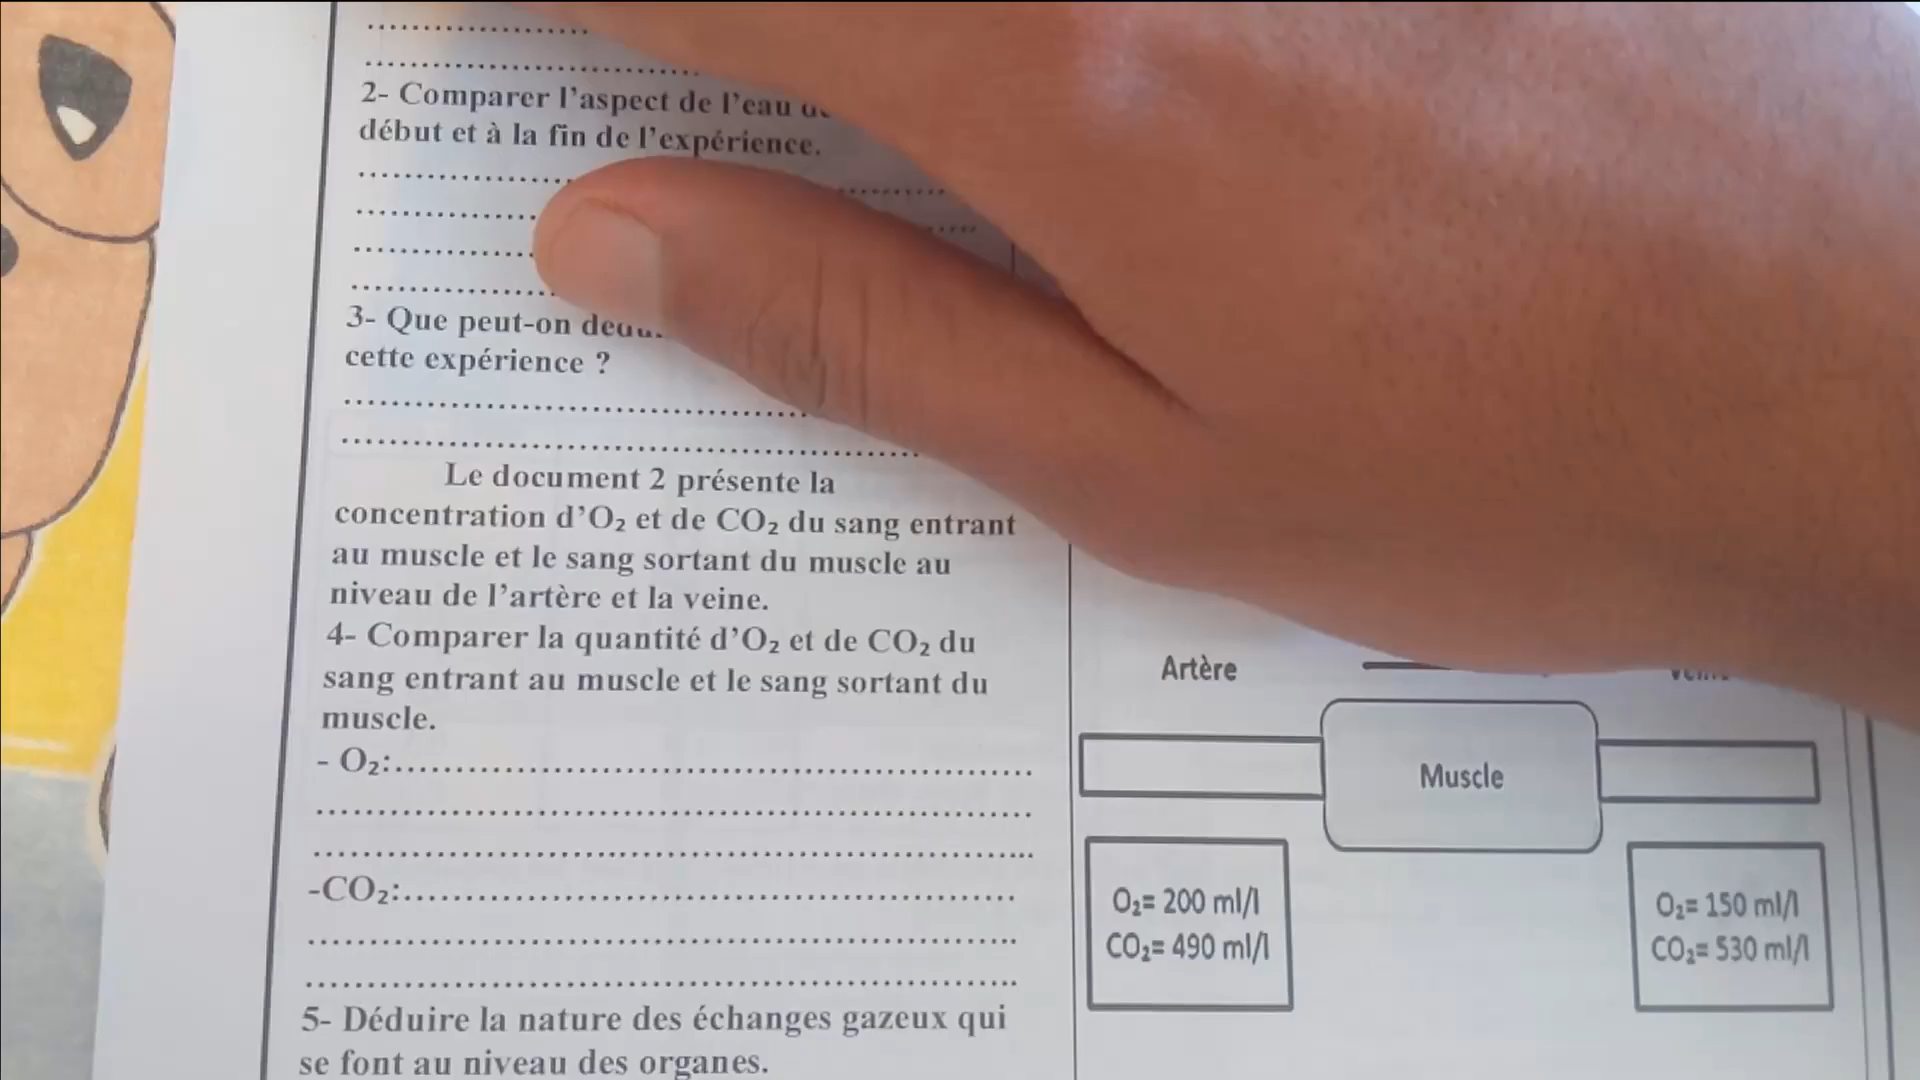 2- Comparer l'aspect de l'eau
début et à la fin de l'expérience.
3- Que peut-on
cette expérience ?
Le document 2 présente la
concentration d'O₂ et de CO₂ du sang entrant
au muscle et le sang sortant du muscle au
niveau de l'artère et la veine.
4- Comparer la quantité d'O₂ et de CO₂ du
sang entrant au muscle et le sang sortant du
muscle.
- O₂:
-CO₂:
5- Déduire la nature des échanges gazeux qui
se font au niveau des organes.
Artère
Muscle
O₂= 200 ml/l
CO₂= 490 ml/l
O₂= 150 ml/l
CO₂= 530 ml/l